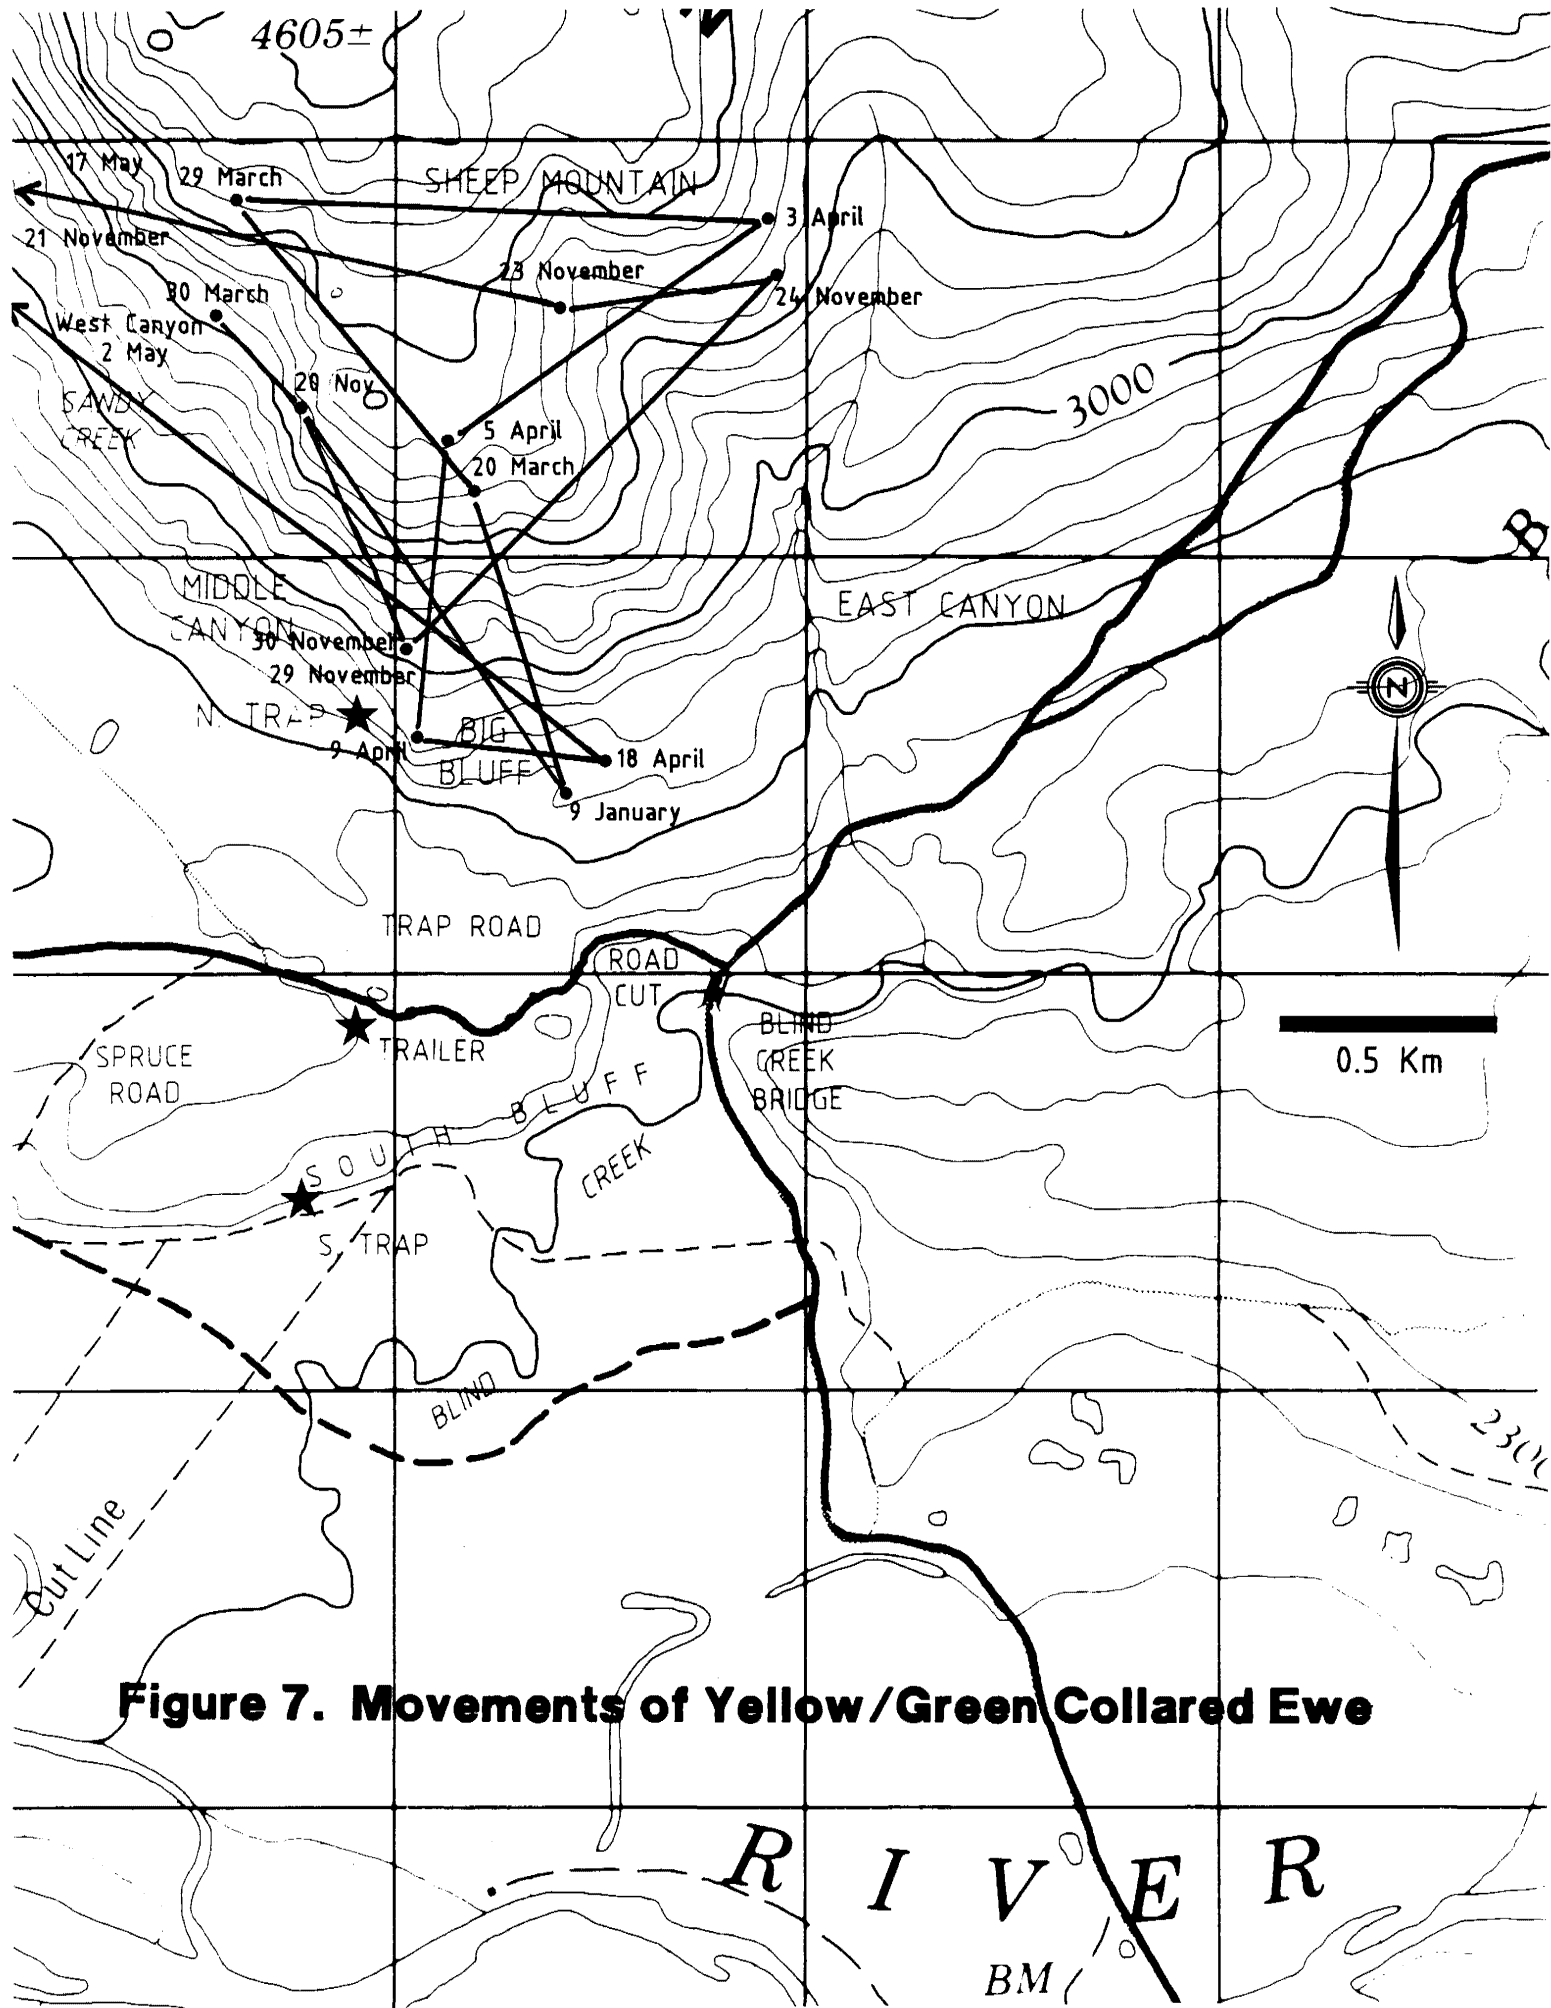 4605±
17 May
29 March
SHEEP MOUNTAIN
3 April
21 November
23 November
30 March
24 November
West Canyon
2 May
20 Nov
SANDY
CREEK
3000
5 April
20 March
B
MIDDLE
CANYON
EAST CANYON
30 November
29 November
N
N. TRAP
BIG
BLUFF
9 April
18 April
9 January
TRAP ROAD
ROAD
CUT
BLIND
CREEK
BRIDGE
0.5 Km
TRAILER
SPRUCE
ROAD
SOUTH BLUFF
CREEK
S. TRAP
BLIND
2300
Cut Line
Figure 7. Movements of Yellow/Green Collared Ewe
RIVER
BM